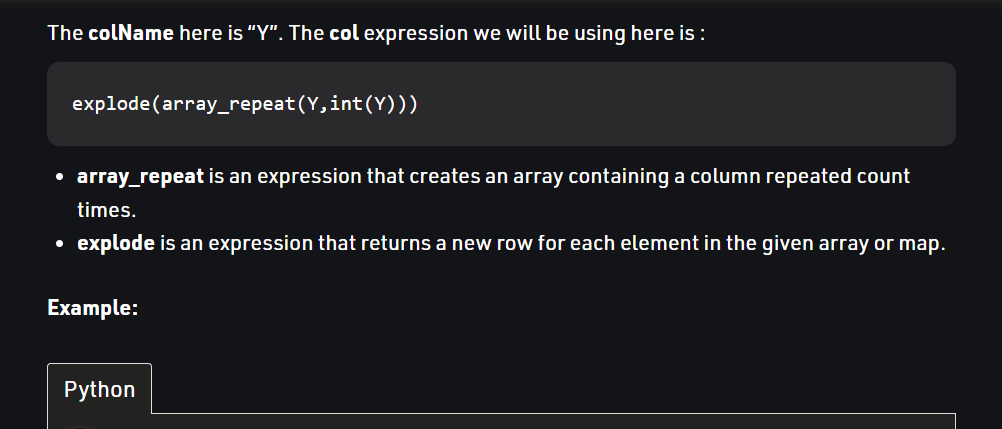 The colName here is “Y”. The col expression we will be using here is :
explode(array_repeat(Y,int(Y)))
• array_repeat is an expression that creates an array containing a column repeated count
times.
• explode is an expression that returns a new row for each element in the given array or map.
Example:
Python